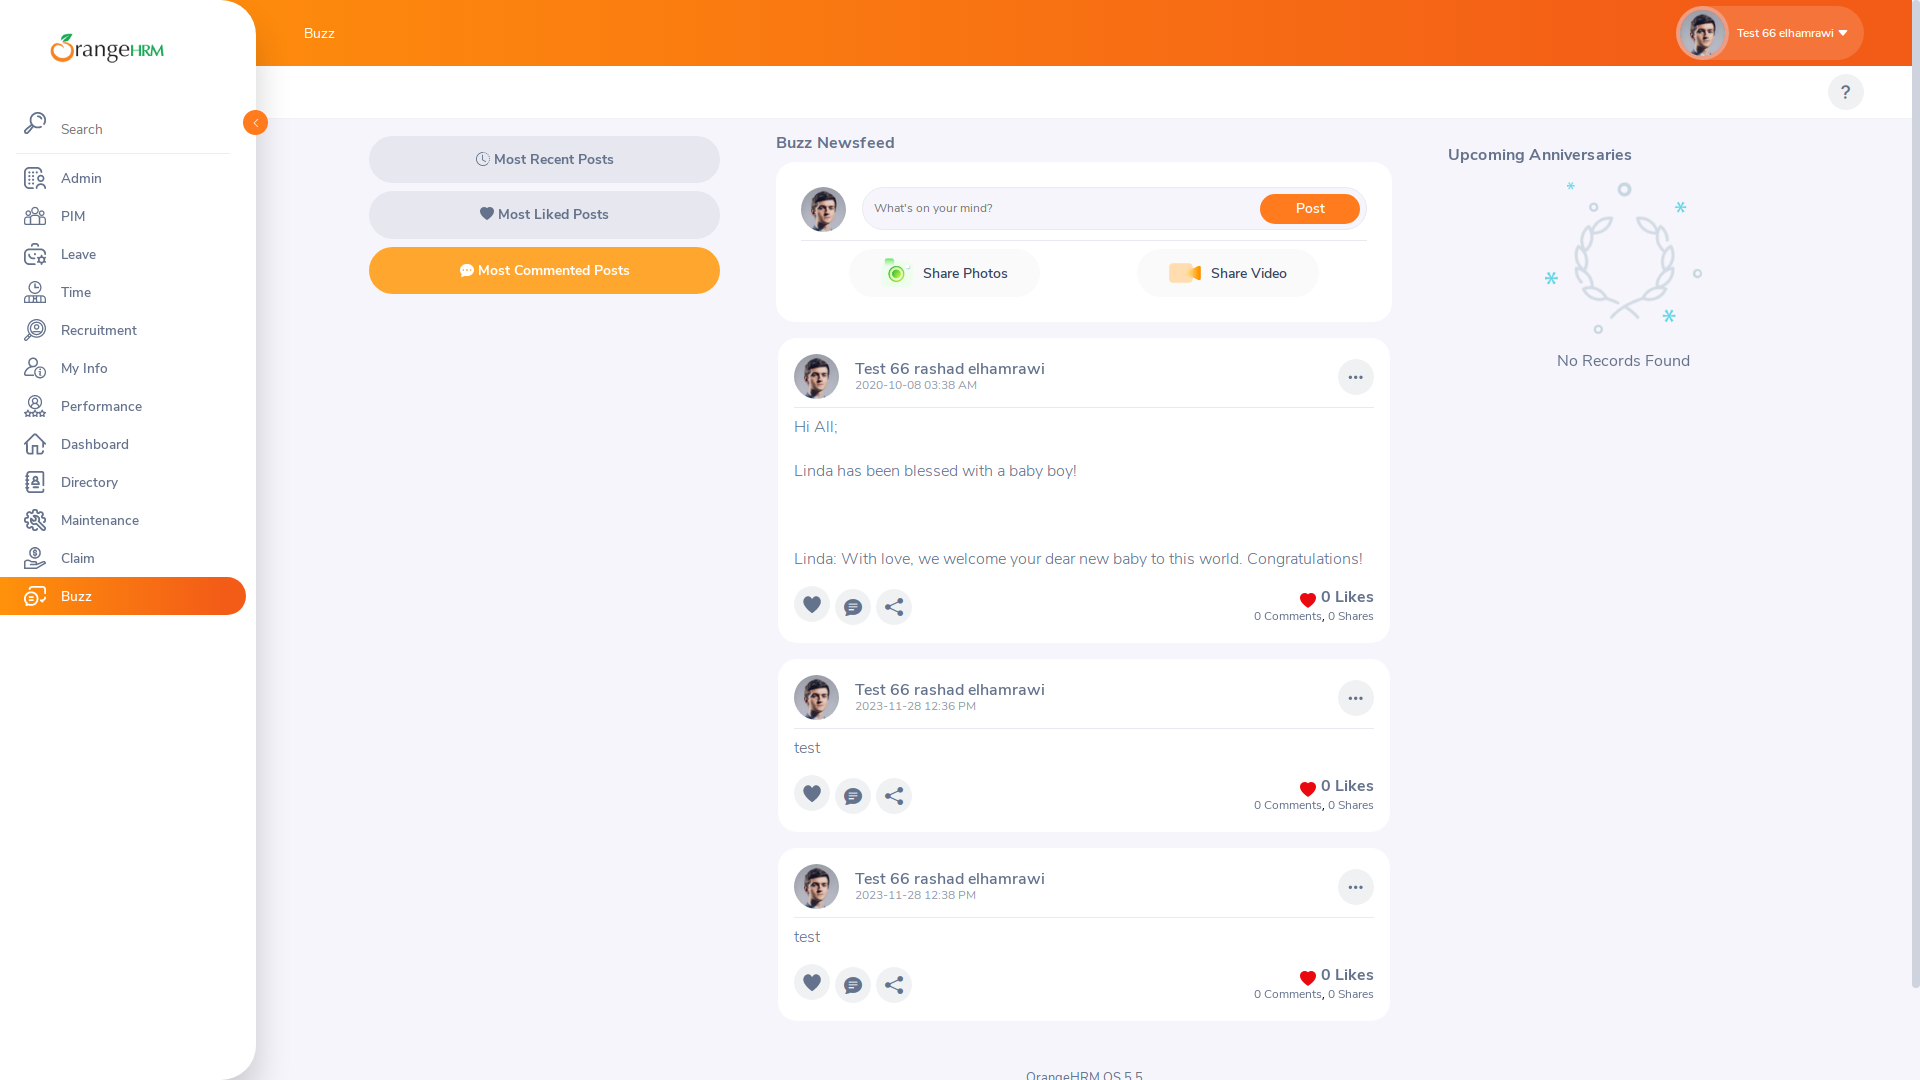 OrangeHRM
Buzz
Test 66 elhamrawi
?
Search
Admin
PIM
Leave
Time
Recruitment
My Info
Performance
Dashboard
Directory
Maintenance
Claim
Buzz
Most Recent Posts
Most Liked Posts
Most Commented Posts
Buzz Newsfeed
What's on your mind?
Post
Share Photos
Share Video
Test 66 rashad elhamrawi
2020-10-08 03:38 AM
Hi All;
Linda has been blessed with a baby boy!
Linda: With love, we welcome your dear new baby to this world. Congratulations!
0 Likes
0 Comments, 0 Shares
Test 66 rashad elhamrawi
2023-11-28 12:36 PM
test
0 Likes
0 Comments, 0 Shares
Test 66 rashad elhamrawi
2023-11-28 12:38 PM
test
0 Likes
0 Comments, 0 Shares
Upcoming Anniversaries
No Records Found
OrangeHRM OS 5.5